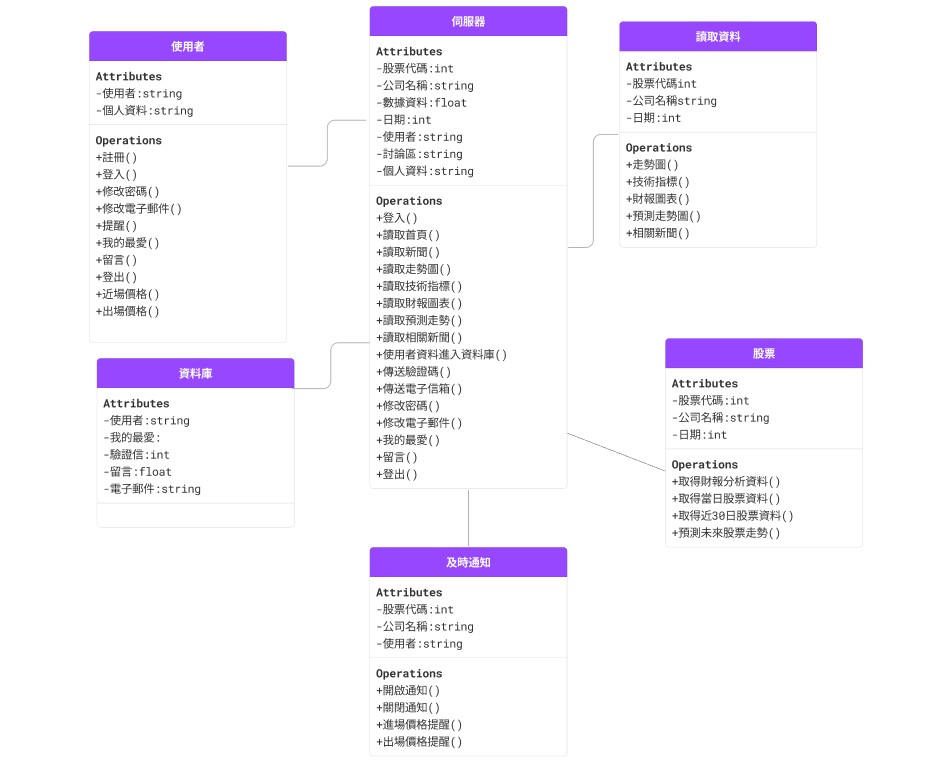 使用者
Attributes
-使用者:string
-個人資料:string
Operations
+註冊()
+登入()
+修改密碼()
+修改電子郵件()
+提醒()
+我的最愛()
+留言()
+登出()
+近場價格()
+出場價格()
伺服器
Attributes
-股票代碼:int
-公司名稱:string
-數據資料:float
-日期:int
-使用者:string
-討論區:string
-個人資料:string
Operations
+登入()
+讀取首頁()
+讀取新聞()
+讀取走勢圖()
+讀取技術指標()
+讀取財報圖表()
+讀取預測走勢()
+讀取相關新聞()
+使用者資料進入資料庫()
+傳送驗證碼()
+傳送電子信箱()
+修改密碼()
+修改電子郵件()
+我的最愛()
+留言()
+登出()
讀取資料
Attributes
-股票代碼int
-公司名稱string
-日期:int
Operations
+走勢圖()
+技術指標()
+財報圖表()
+預測走勢圖()
+相關新聞()
資料庫
Attributes
-使用者:string
-我的最愛:
-驗證信:int
-留言:float
-電子郵件:string
股票
Attributes
-股票代碼:int
-公司名稱:string
-日期:int
Operations
+取得財報分析資料()
+取得當日股票資料()
+取得近30日股票資料()
+預測未來股票走勢()
及時通知
Attributes
-股票代碼:int
-公司名稱:string
-使用者:string
Operations
+開啟通知()
+關閉通知()
+進場價格提醒()
+出場價格提醒()